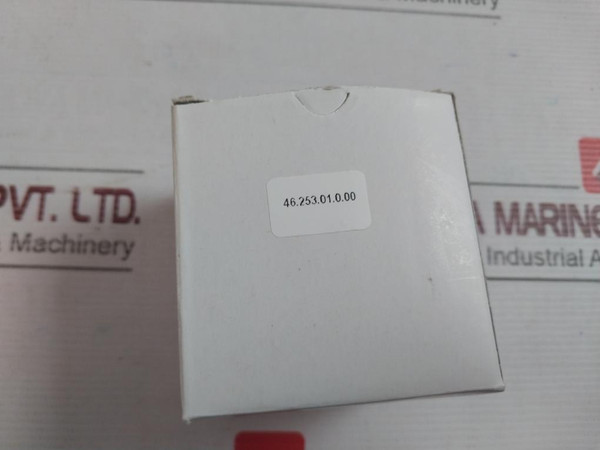 46.253.01.0.00
PVT. LTD.
& Machinery
A MARIN
Industrial A